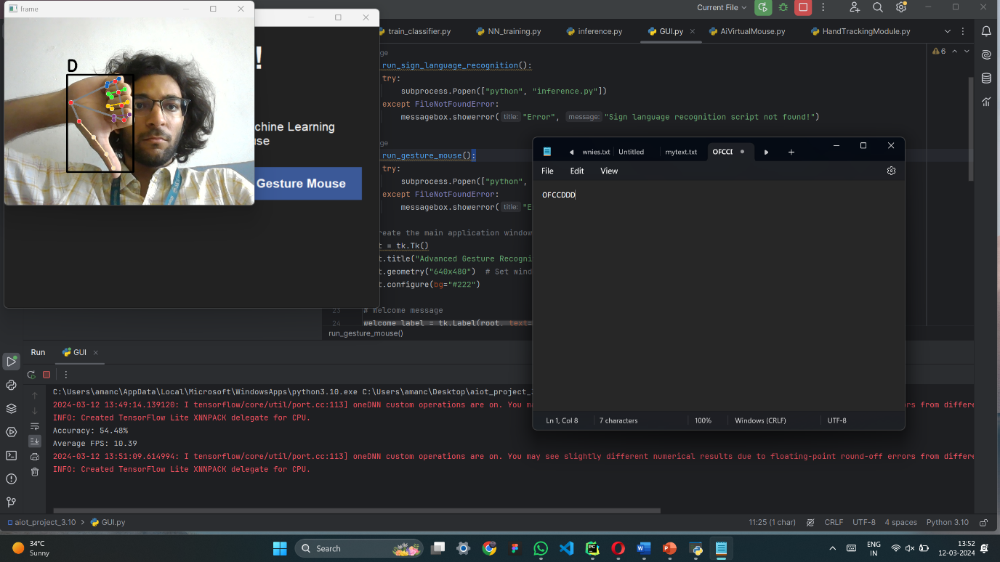 frame
D
!
chine Learning
se
Gesture Mouse
Current File
train_classifier.py
NN_training.py
inference.py
GUI.py
AiVirtualMouse.py
HandTrackingModule.py
6
ge
run_sign_language_recognition():
try:
subprocess.Popen(["python", "inference.py"])
except FileNotFoundError:
messagebox.showerror( title: "Error", message: "Sign language recognition script not found!")
ge
run_gesture_mouse():
try:
subprocess.Popen(["python",
except FileNotFoundError:
messagebox.showerror( title: "E
reate the main application window
t = tk.Tk()
t.title("Advanced Gesture Recogni
t.geometry("640x480") # Set wind
t.configure(bg="#222")
23 # Welcome message
24 welcome_label = tk.Label(root, text=
run_gesture_mouse()
wnies.txt
Untitled
mytext.txt
OFCCI
File
Edit
View
OFCCDDD
Ln 1, Col 8
7 characters
100%
Windows (CRLF)
UTF-8
Run
GUI
C:\Users\amanc\AppData\Local\Microsoft\WindowsApps\python3.10.exe C:\Users\amanc\Desktop\aiot_project_3
2024-03-12 13:49:14.139120: I tensorflow/core/util/port.cc:113] oneDNN custom operations are on. You ma
rors from differe
INFO: Created TensorFlow Lite XNNPACK delegate for CPU.
Accuracy: 54.48%
Average FPS: 10.39
2024-03-12 13:51:09.614994: I tensorflow/core/util/port.cc:113] oneDNN custom operations are on. You may see slightly different numerical results due to floating-point round-off errors from differe
INFO: Created TensorFlow Lite XNNPACK delegate for CPU.
aiot_project_3.10
GUI.py
11:25 (1 char)
CRLF
UTF-8
4 spaces
Python 3.10
34°C
Sunny
Search
ENG
IN
13:52
12-03-2024